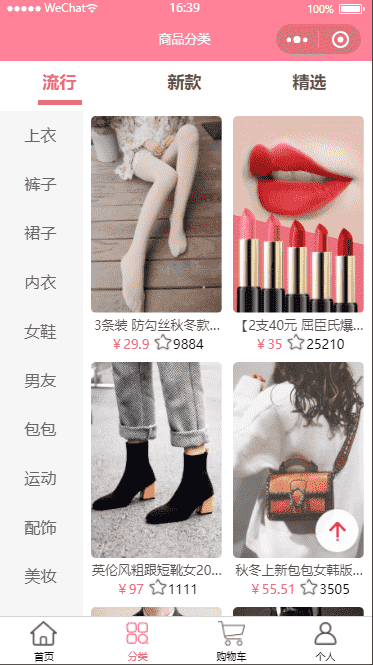 WeChat
16:39
100%
商品分类
流行
新款
精选
上衣
裤子
裙子
内衣
女鞋
男友
包包
运动
配饰
美妆
3条装 防勾丝秋冬款...
￥29.9 9884
【2支40元 屈臣氏爆...
￥35 25210
英伦风粗跟短靴女20...
￥97 1111
秋冬上新包包女韩版...
￥55.51 3505
首页
分类
购物车
个人